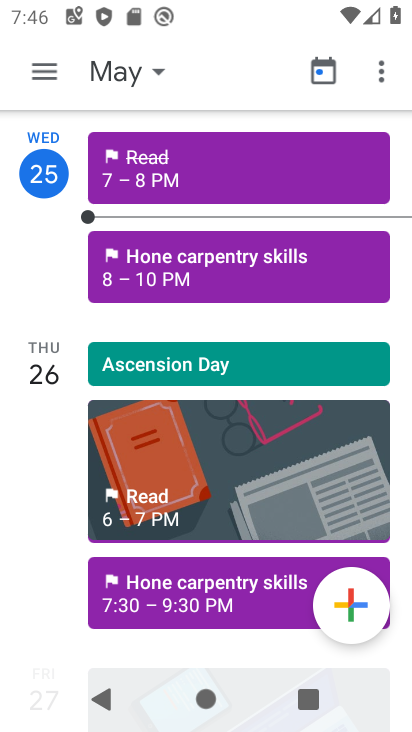 7:46
May
WED
25
Read
7 – 8 PM
Hone carpentry skills
8 – 10 PM
THU
26
Ascension Day
Read
6 – 7 PM
Hone carpentry skills
7:30 – 9:30 PM
FRI
27